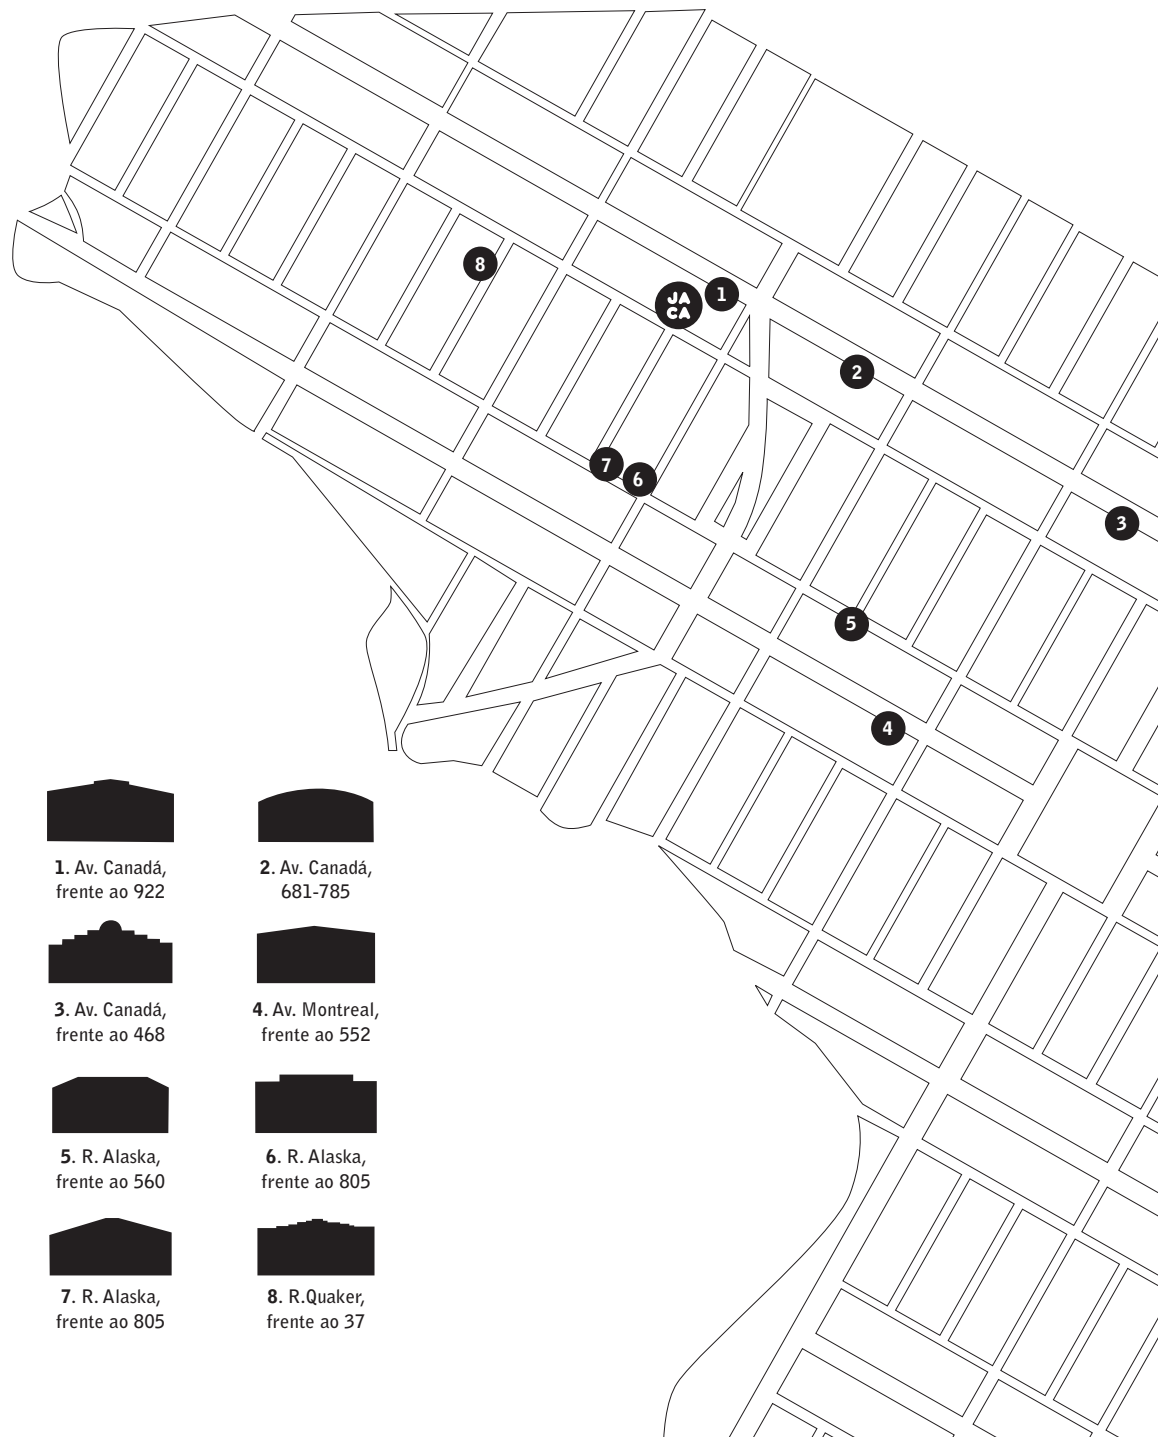 8
1
JA
CA
2
7
6
3
5
4
1. Av. Canadá,
frente ao 922
2. Av. Canadá,
681-785
3. Av. Canadá,
frente ao 468
4. Av. Montreal,
frente ao 552
5. R. Alaska,
frente ao 560
6. R. Alaska,
frente ao 805
7. R. Alaska,
frente ao 805
8. R.Quaker,
frente ao 37